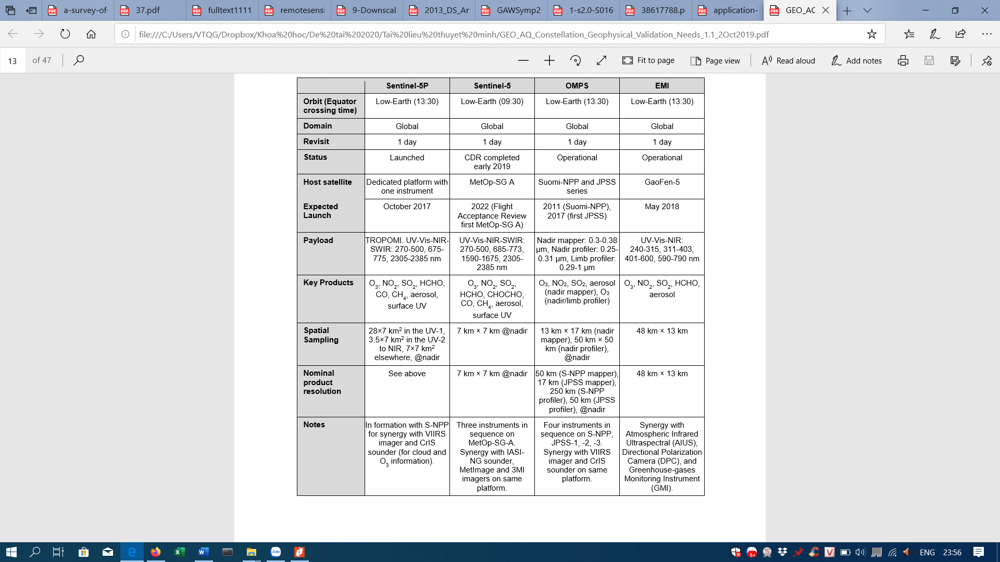 a-survey-of-
37.pdf
fulltext1111
remotesensi
9-Downscal
2013_DS_Ar
GAWSymp2
1-s2.0-S016
38617788.p
application-
GEO_AQ
file:///C:/Users/VTQG/Dropbox/Khoa%20hoc/De%20tai%202020/Tai%20lieu%20thuyet%20minh/GEO_AQ_Constellation_Geophysical_Validation_Needs_1.1_2Oct2019.pdf
13 of 47
Fit to page
Page view
Read aloud
Add notes
Sentinel-5P Sentinel-5 OMPS EMI
Orbit (Equator
crossing time)
Low-Earth (13:30)
Low-Earth (09:30)
Low-Earth (13:30)
Low-Earth (13:30)
Domain Global Global Global Global
Revisit 1 day 1 day 1 day 1 day
Status
Launched
CDR completed
early 2019
Operational
Operational
Host satellite
Dedicated platform with
one instrument
MetOp-SG A
Suomi-NPP and JPSS
series
GaoFen-5
Expected
Launch
October 2017
2022 (Flight
Acceptance Review
first MetOp-SG A)
2011 (Suomi-NPP),
2017 (first JPSS)
May 2018
Payload
TROPOMI. UV-Vis-NIR-
SWIR: 270-500, 675-
775, 2305-2385 nm
UV-Vis-NIR-SWIR:
270-500, 685-773,
1590-1675, 2305-
2385 nm
Nadir mapper: 0.3-0.38
µm, Nadir profiler: 0.25-
0.31 µm, Limb profiler:
0.29-1 µm
UV-Vis-NIR:
240-315, 311-403,
401-600, 590-790 nm
Key Products
O₃, NO₂, SO₂, HCHO,
CO, CH₄, aerosol,
surface UV
O₃, NO₂, SO₂,
HCHO, CHOCHO,
CO, CH₄, aerosol,
surface UV
O₃, NO₂, SO₂, aerosol
(nadir mapper), O₃
(nadir/limb profiler)
O₃, NO₂, SO₂, HCHO,
aerosol
Spatial
Sampling
28×7 km² in the UV-1,
3.5×7 km² in the UV-2
to NIR, 7×7 km²
elsewhere, @nadir
7 km × 7 km @nadir
13 km × 17 km (nadir
mapper), 50 km × 50
km (nadir profiler),
@nadir
48 km × 13 km
Nominal
product
resolution
See above
7 km × 7 km @nadir
50 km (S-NPP mapper),
17 km (JPSS mapper),
250 km (S-NPP
profiler), 50 km (JPSS
profiler), @nadir
48 km × 13 km
Notes
In formation with S-NPP
for synergy with VIIRS
imager and CrIS
sounder (for cloud and
O₃ information).
Three instruments in
sequence on
MetOp-SG-A.
Synergy with IASI-
NG sounder,
MetImage and 3MI
imagers on same
platform.
Four instruments in
sequence on S-NPP,
JPSS-1, -2, -3.
Synergy with VIIRS
imager and CrIS
sounder on same
platform.
Synergy with
Atmospheric Infrared
Ultraspectral (AIUS),
Directional Polarization
Camera (DPC), and
Greenhouse-gases
Monitoring Instrument
(GMI).
ENG 23:56